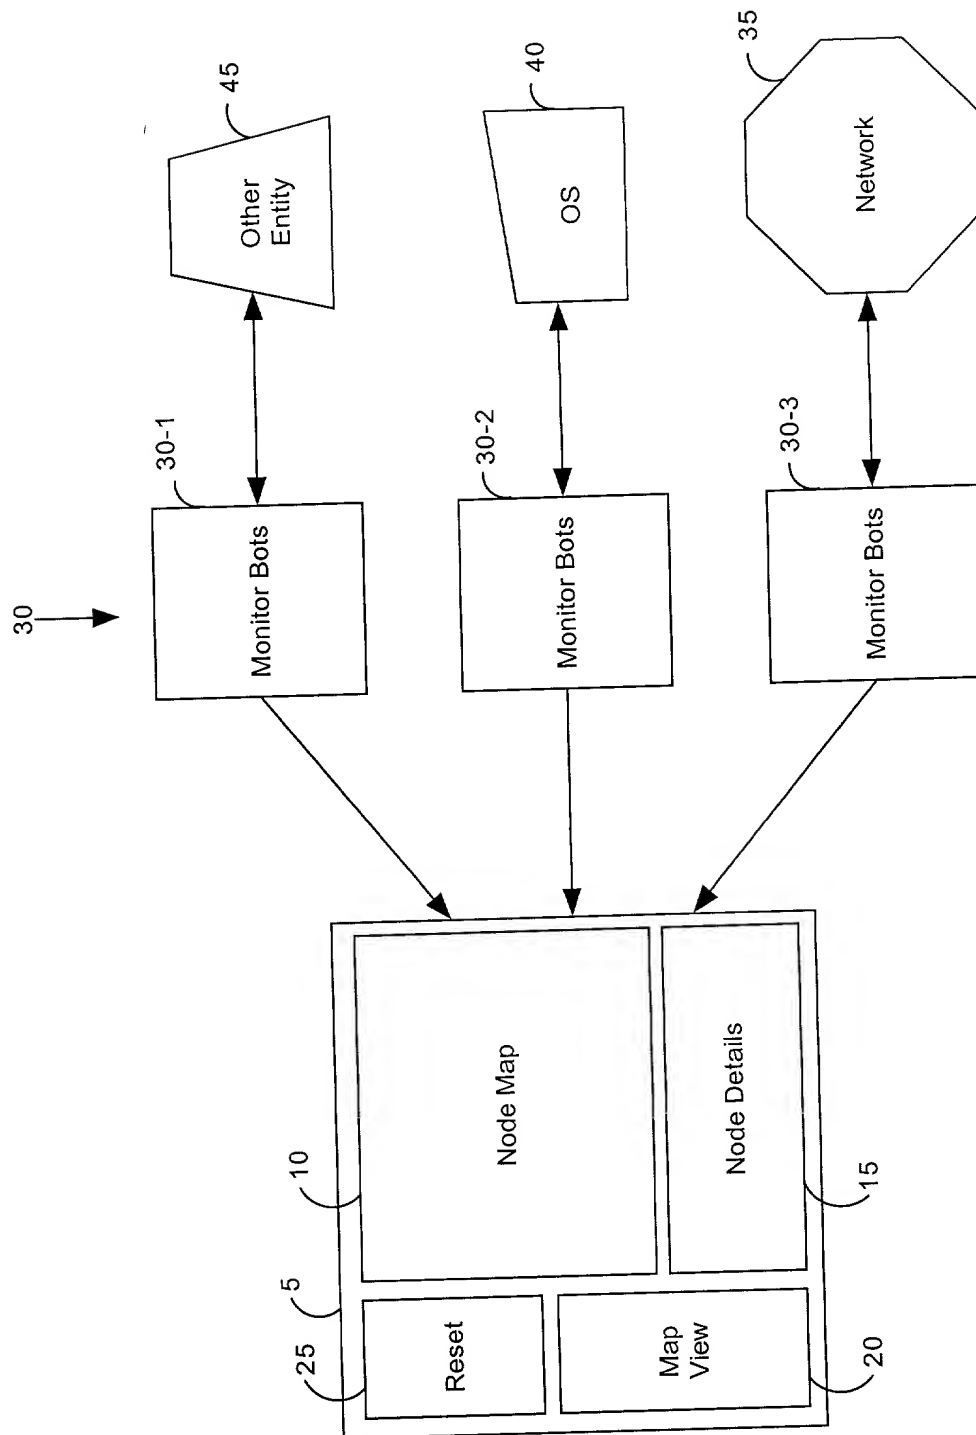 30
25
5
10
Reset
Map
View
20
Node Map
Node Details
15
Monitor Bots
30-1
Other
Entity
45
Monitor Bots
30-2
OS
40
Monitor Bots
30-3
Network
35